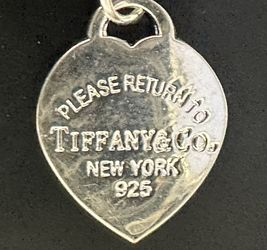 PLEASE RETURN TO
TIFFANY & CO.
NEW YORK
925